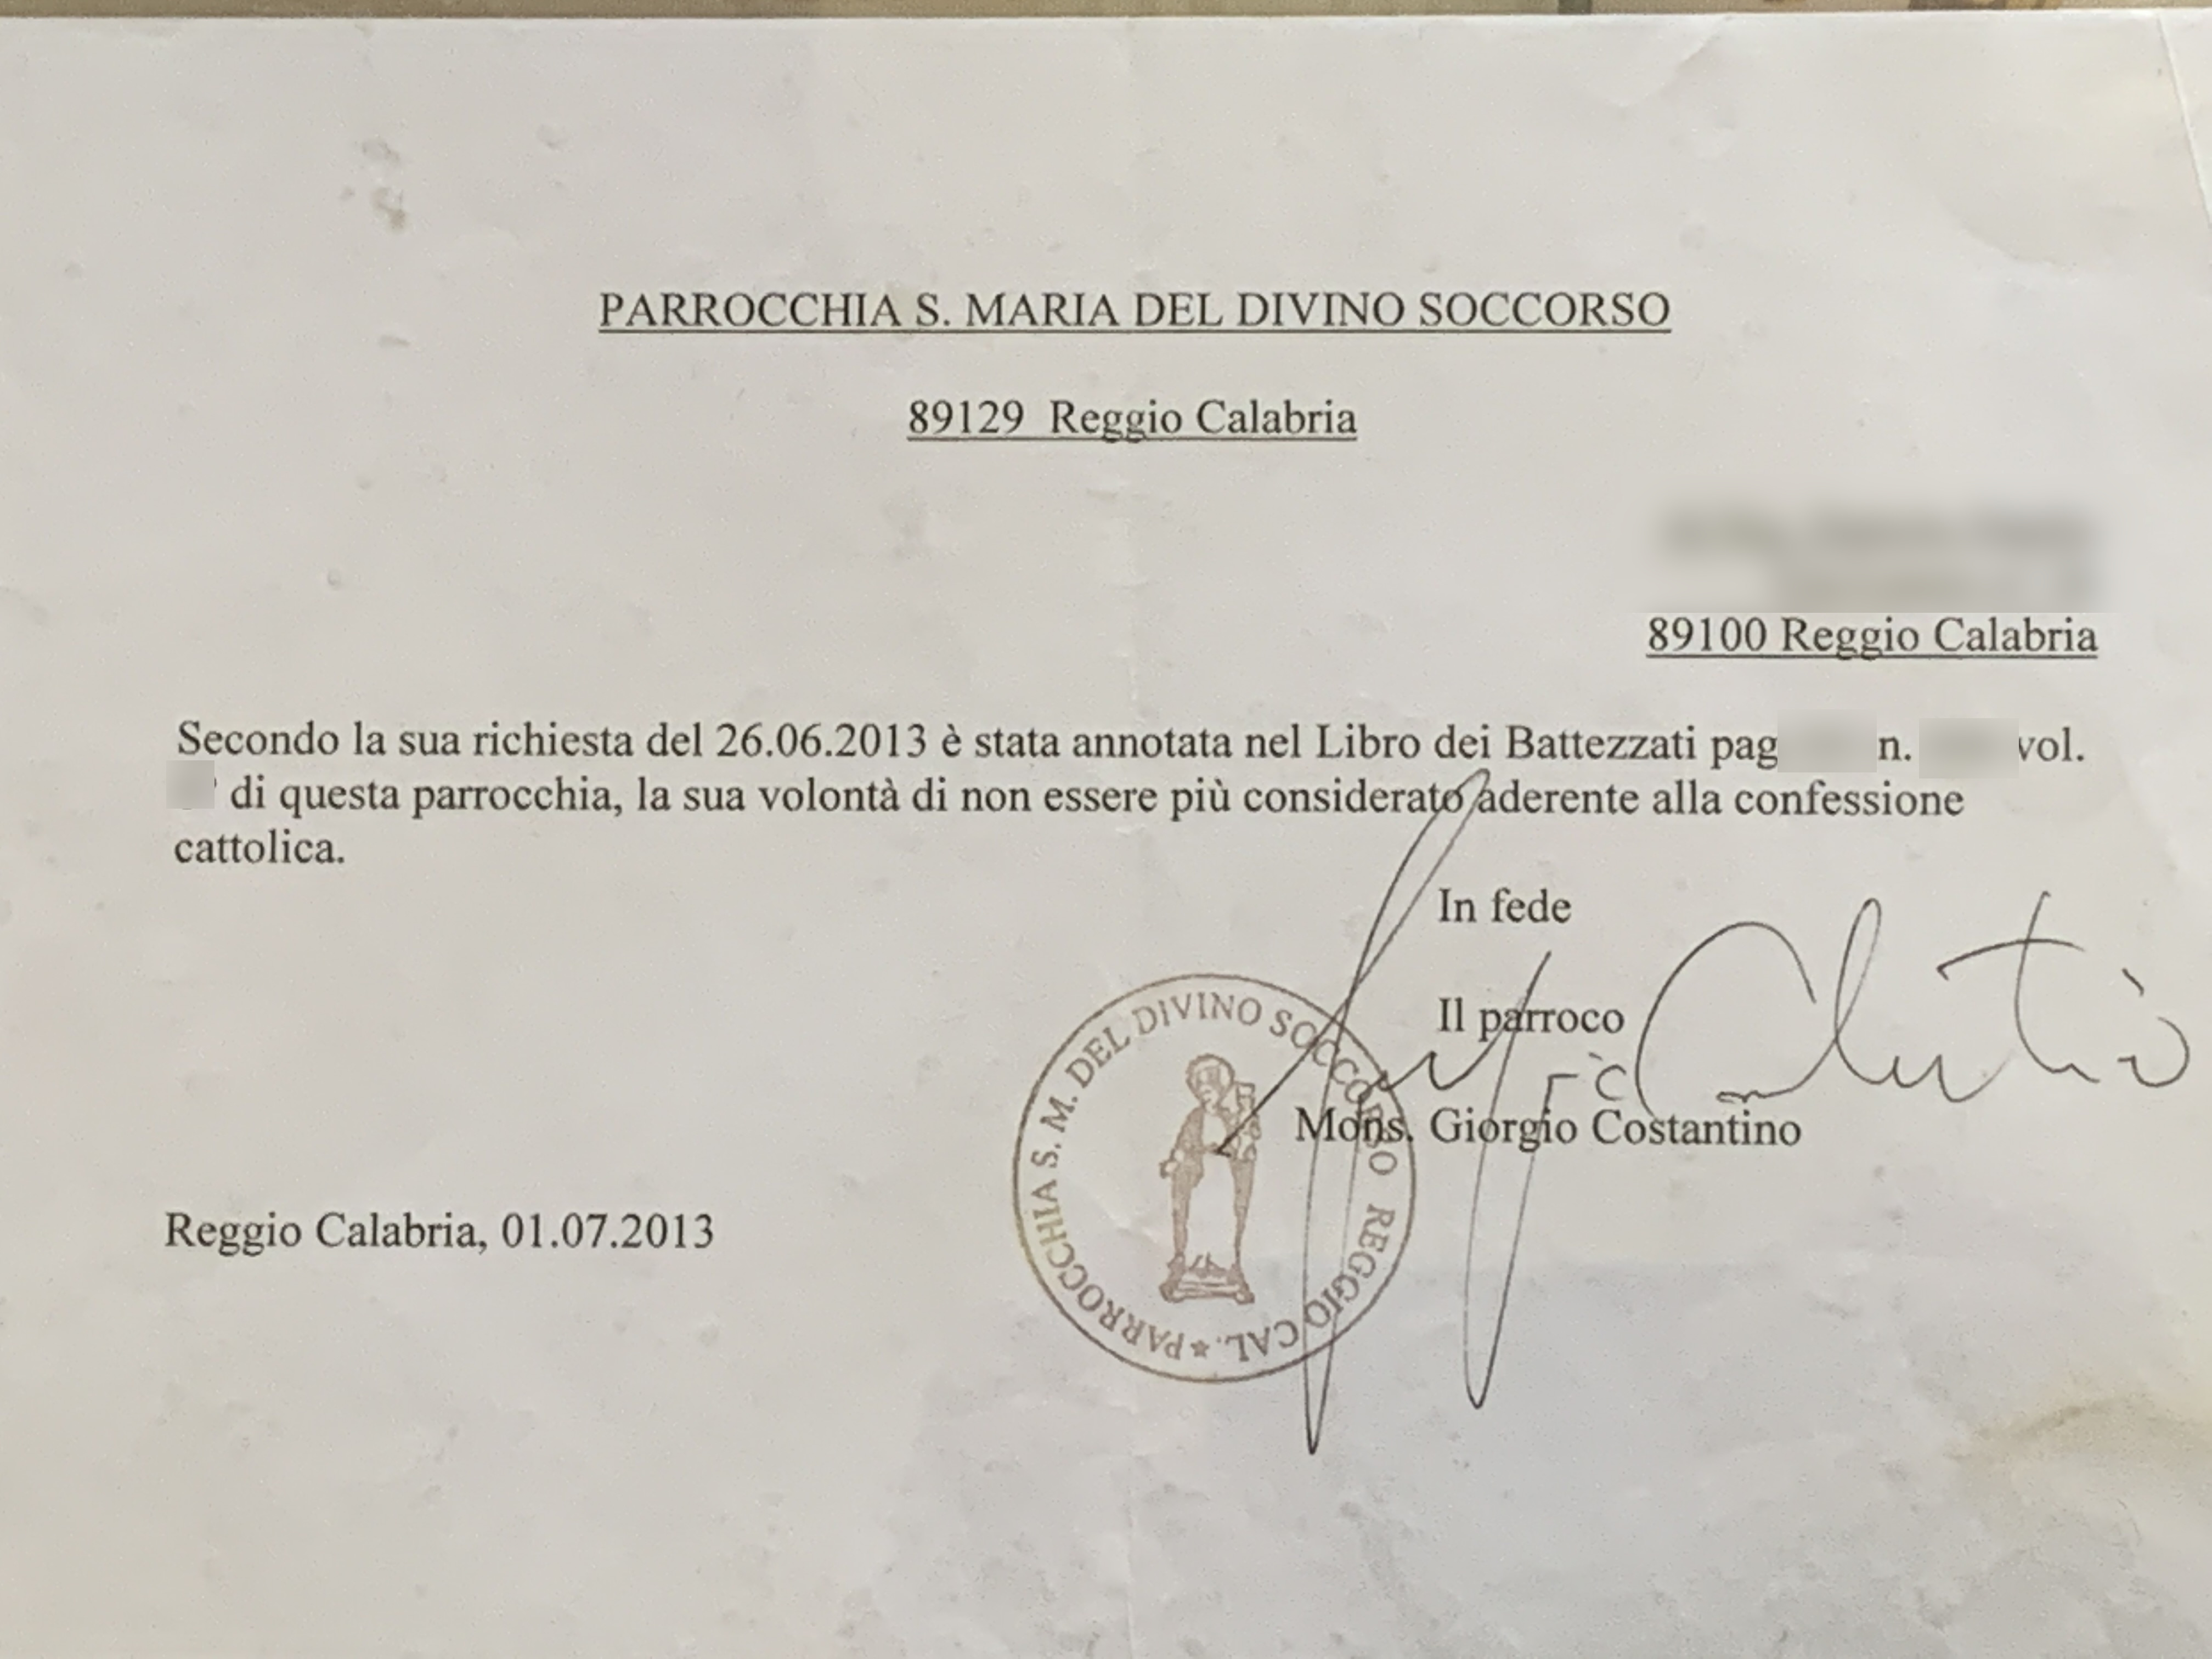 PARROCCHIA S. MARIA DEL DIVINO SOCCORSO
89129 Reggio Calabria
89100 Reggio Calabria
Secondo la sua richiesta del 26.06.2013 è stata annotata nel Libro dei Battezzati pag n. vol.
di questa parrocchia, la sua volontà di non essere più considerato aderente alla confessione
cattolica.
In fede
Il parroco
Mons. Giorgio Costantino
PARROCCHIA S. M. DEL DIVINO SOCCORSO REGGIO CAL. *
Reggio Calabria, 01.07.2013